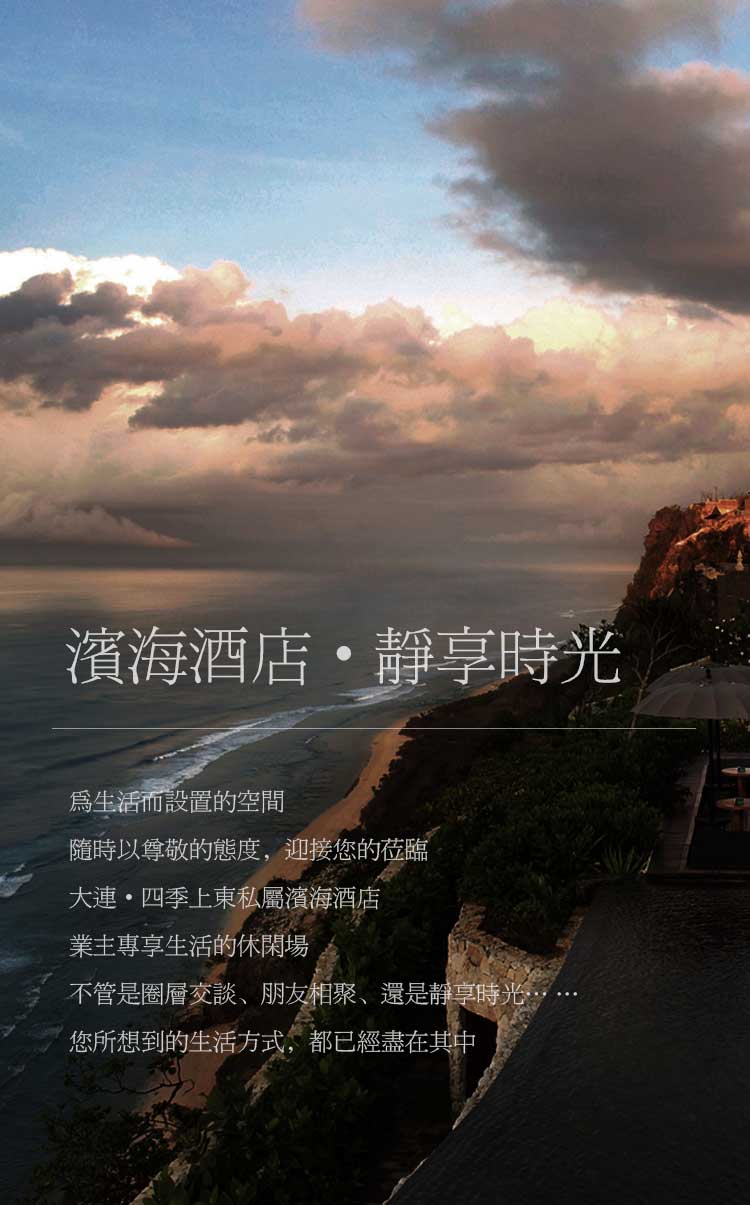 濱海酒店·靜享時光
爲生活而設置的空間
隨時以尊敬的態度，迎接您的莅臨
大連·四季上東私屬濱海酒店
業主專享生活的休閑場
不管是圈層交談、朋友相聚、還是靜享時光… …
您所想到的生活方式，都已經盡在其中